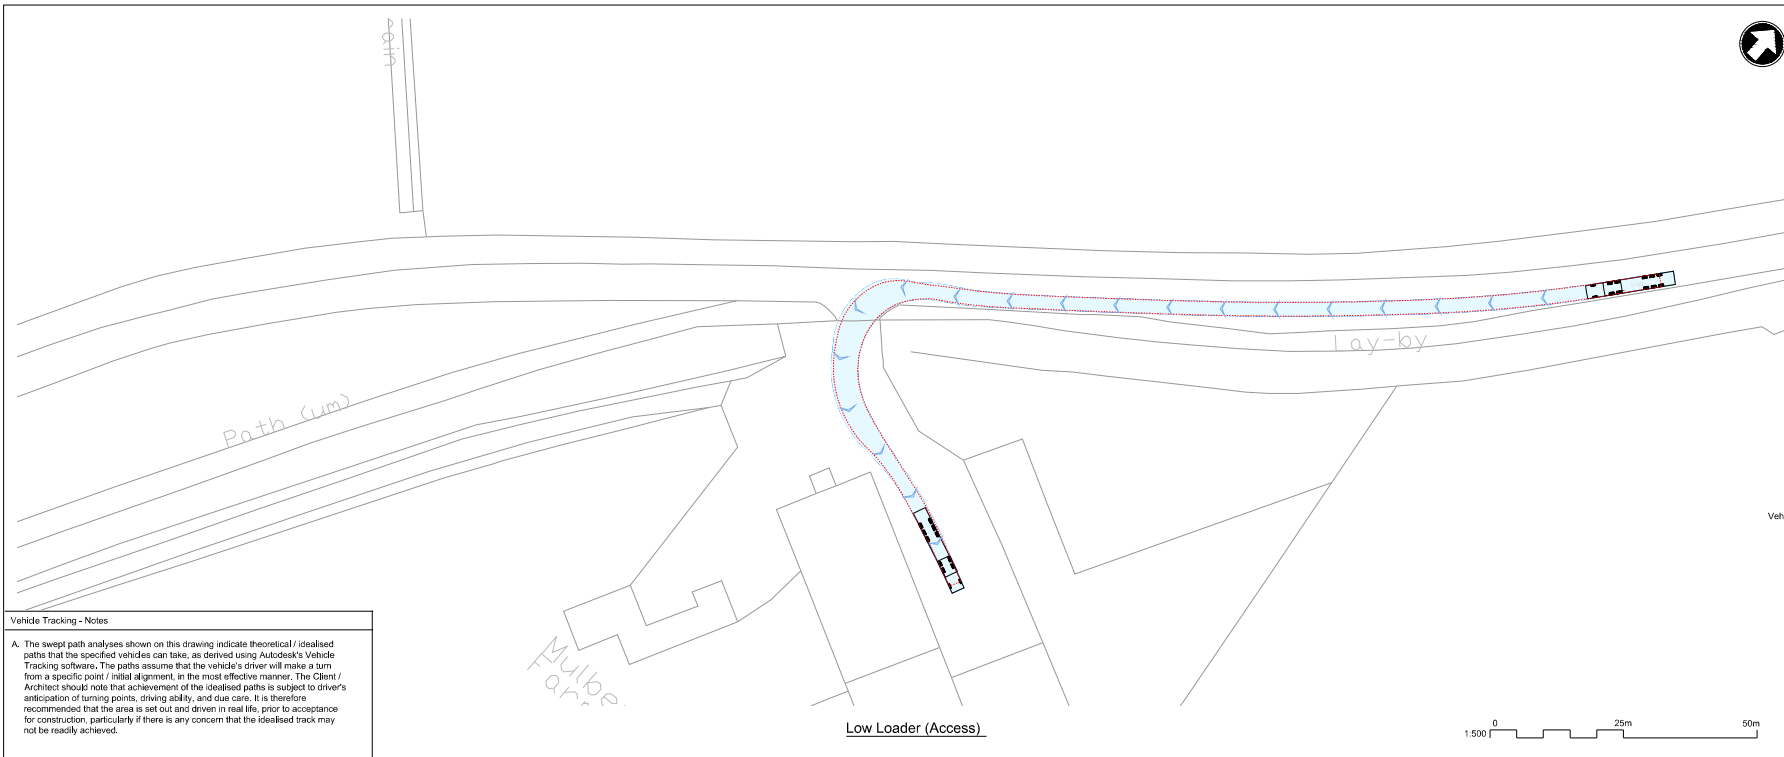 Path (um)
Lay-by
Veh
Vehicle Tracking - Notes
A. The swept path analyses shown on this drawing indicate theoretical / idealised
paths that the specified vehicles can take, as derived using Autodesk's Vehicle
Tracking software. The paths assume that the vehicle's driver will make a turn
from a specific point / initial alignment, in the most effective manner. The Client /
Architect should note that achievement of the idealised paths is subject to driver's
anticipation of turning points, driving ability, and due care. It is therefore
recommended that the area is set out and driven in real life, prior to acceptance
for construction, particularly if there is any concern that the idealised track may
not be readily achieved.
Mulbe
Low Loader (Access)
0 25m 50m
1:500